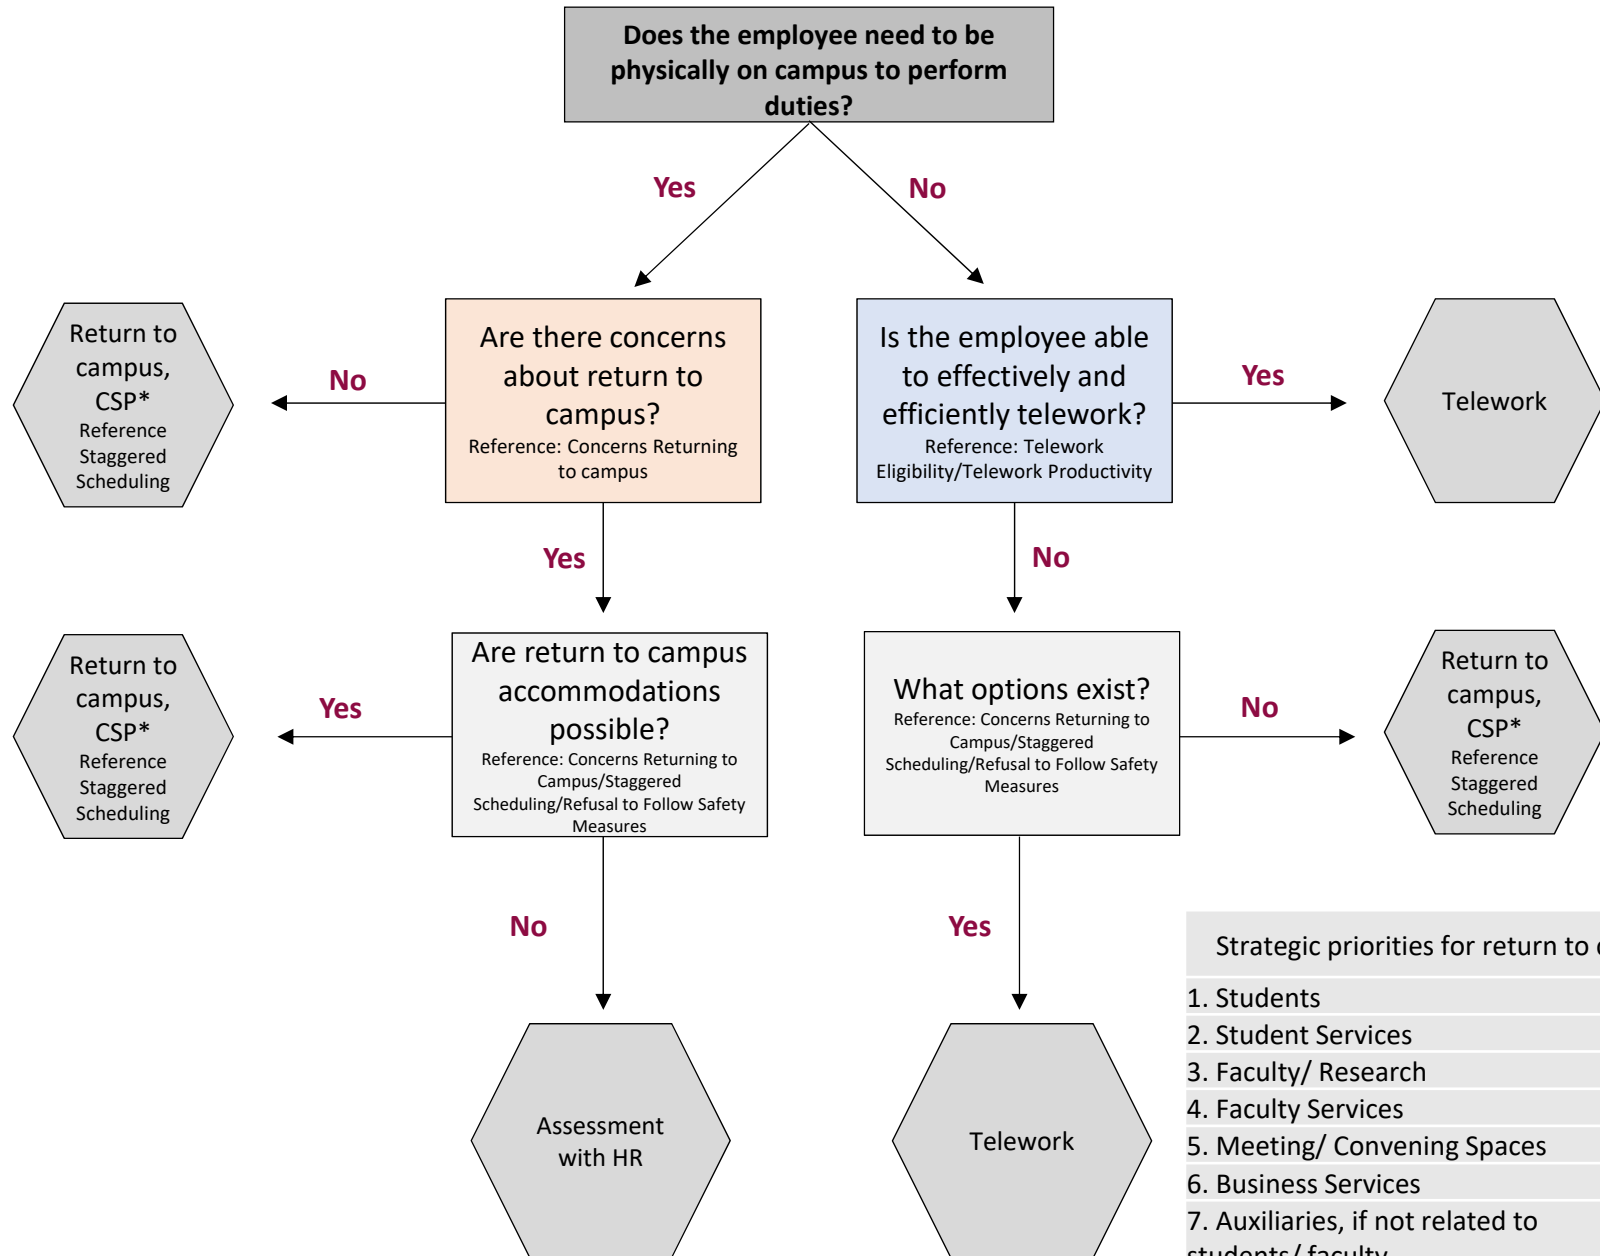 Does the employee need to be
physically on campus to perform
duties?
Yes
No
Return to
campus,
CSP*
Reference
Staggered
Scheduling
No
Are there concerns
about return to
campus?
Reference: Concerns Returning
to campus
Is the employee able
to effectively and
efficiently telework?
Reference: Telework
Eligibility/Telework Productivity
Yes
Telework
Yes
No
Return to
campus,
CSP*
Reference
Staggered
Scheduling
Yes
Are return to campus
accommodations
possible?
Reference: Concerns Returning to
Campus/Staggered
Scheduling/Refusal to Follow Safety
Measures
What options exist?
Reference: Concerns Returning to
Campus/Staggered
Scheduling/Refusal to Follow Safety
Measures
No
Return to
campus,
CSP*
Reference
Staggered
Scheduling
No
Yes
Assessment
with HR
Telework
Strategic priorities for return to
1. Students
2. Student Services
3. Faculty/ Research
4. Faculty Services
5. Meeting/ Convening Spaces
6. Business Services
7. Auxiliaries, if not related to
students/ faculty